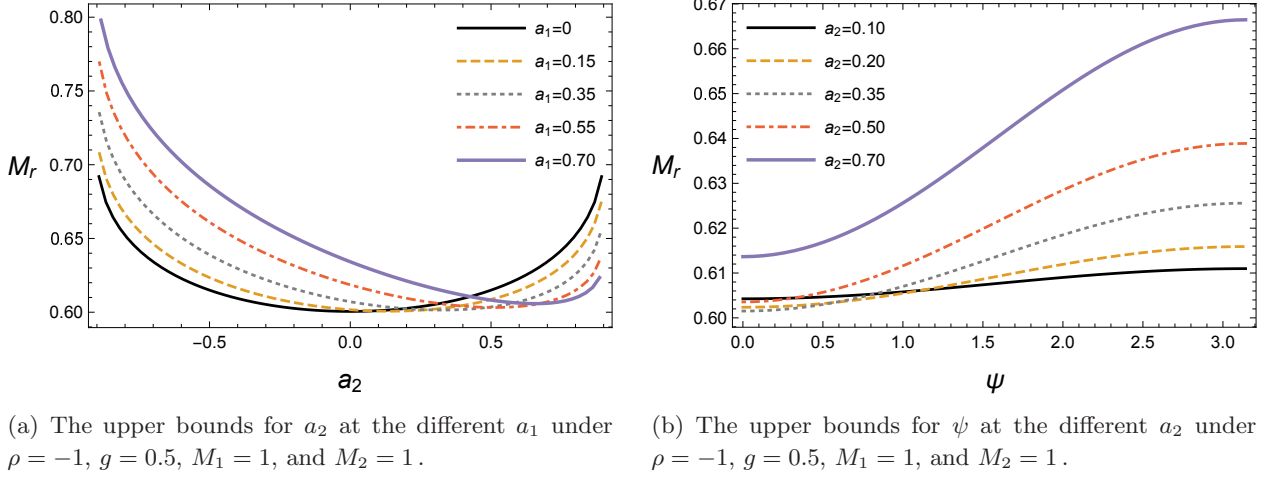 0.80
0.75
0.70
0.65
0.60
M_r
−0.5
0.0
0.5
a_2
a_1=0
a_1=0.15
a_1=0.35
a_1=0.55
a_1=0.70
(a) The upper bounds for a_2 at the different a_1 under
ρ = −1, g = 0.5, M_1 = 1, and M_2 = 1.
0.67
0.66
0.65
0.64
0.63
0.62
0.61
0.60
M_r
0.0
0.5
1.0
1.5
2.0
2.5
3.0
ψ
a_2=0.10
a_2=0.20
a_2=0.35
a_2=0.50
a_2=0.70
(b) The upper bounds for ψ at the different a_2 under
ρ = −1, g = 0.5, M_1 = 1, and M_2 = 1.